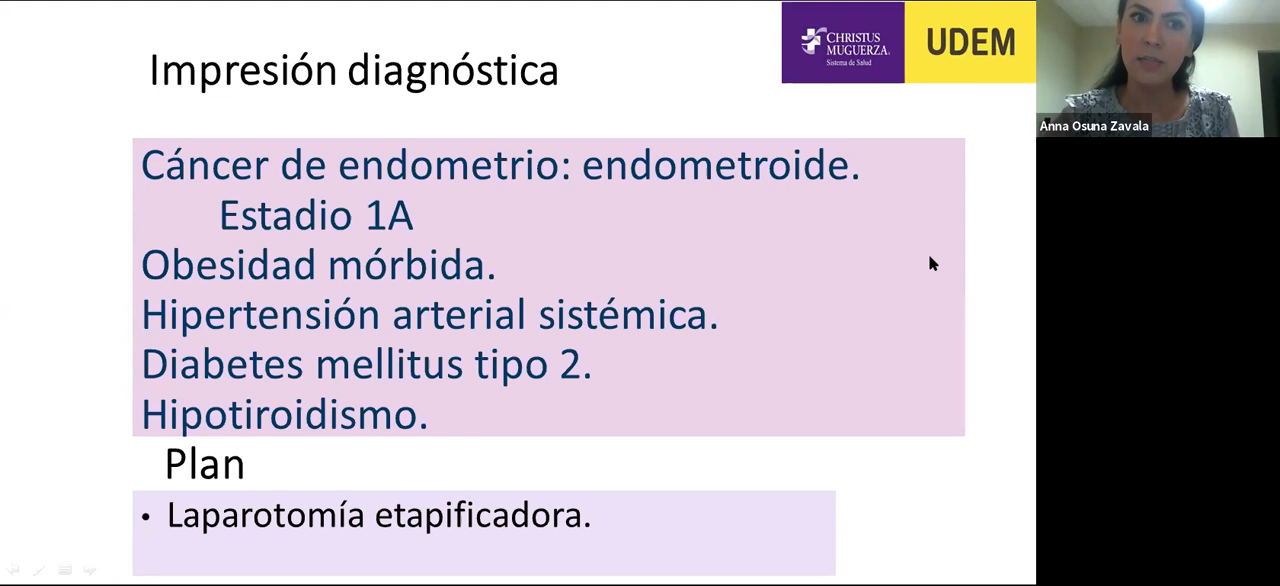 Impresión diagnóstica
CHRISTUS
MUGUERZA.
Sistema de Salud
UDEM
Anna Osuna Zavala
Cáncer de endometrio: endometroide.
Estadio 1A
Obesidad mórbida.
Hipertensión arterial sistémica.
Diabetes mellitus tipo 2.
Hipotiroidismo.
Plan
• Laparotomía etapificadora.